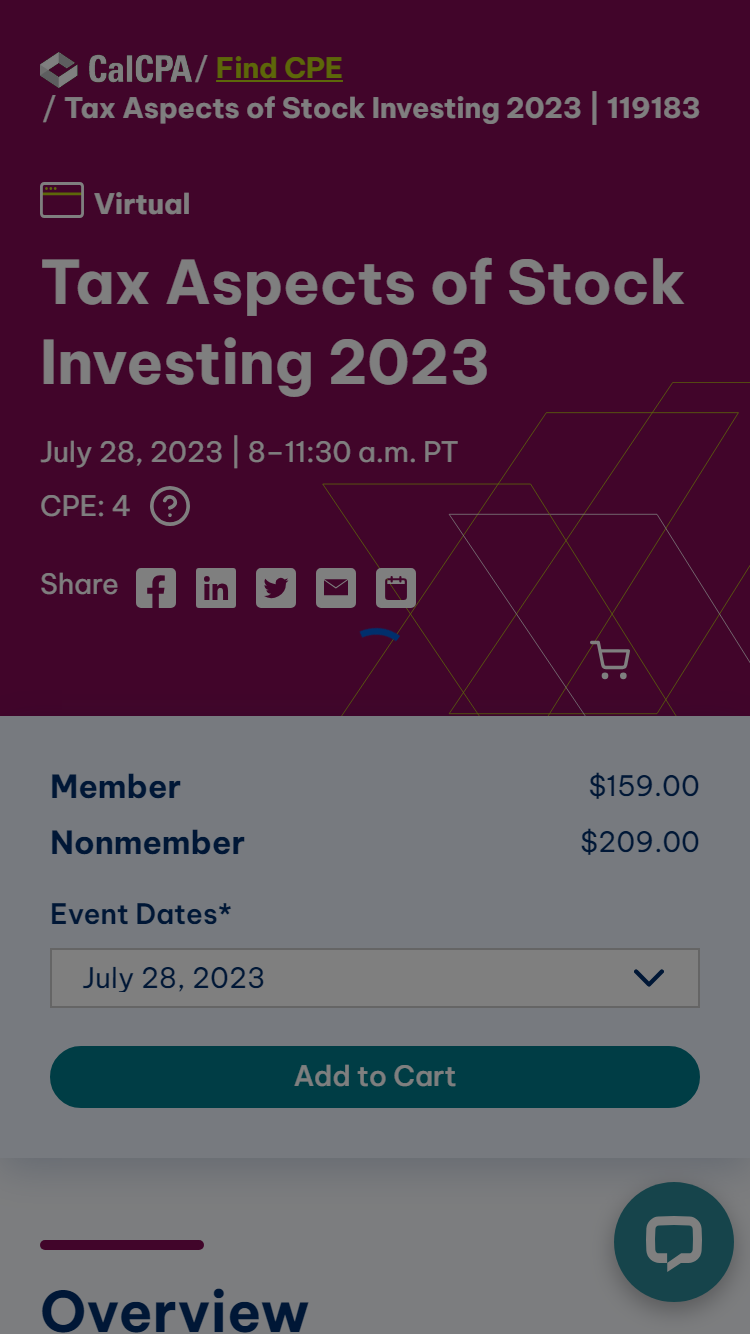 CalCPA / Find CPE
/ Tax Aspects of Stock Investing 2023 | 119183
Virtual
Tax Aspects of Stock
Investing 2023
July 28, 2023 | 8–11:30 a.m. PT
CPE: 4 ?
Share
Member $159.00
Nonmember $209.00
Event Dates*
July 28, 2023
Add to Cart
Overview